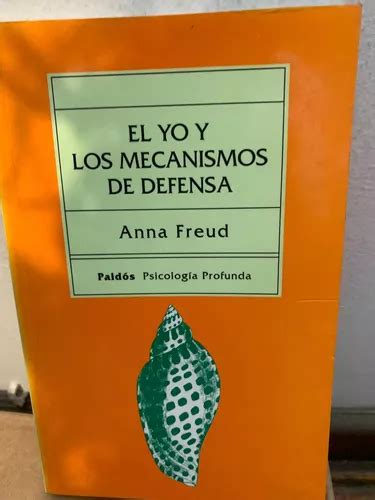 EL YO Y
LOS MECANISMOS
DE DEFENSA
Anna Freud
Paidós Psicología Profunda